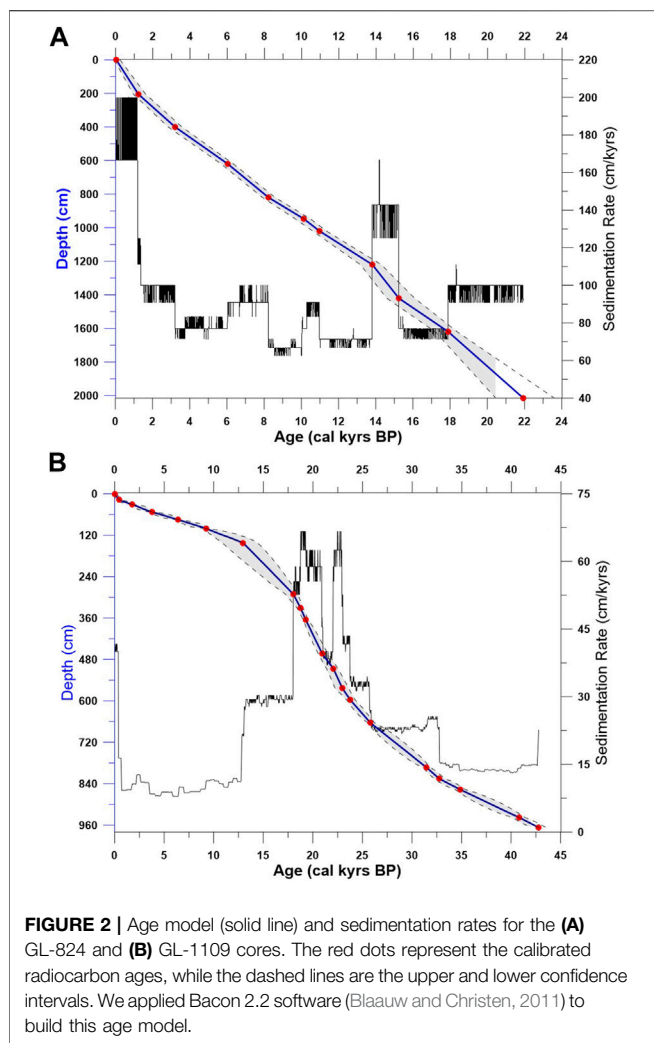 A
0 2 4 6 8 10 12 14 16 18 20 22 24
0 220
200 200
400 180
600 160
800 140
1000 120
1200
1400 100
1600 80
1800 60
2000 40
Depth (cm)
Sedimentation Rate (cm/kyrs)
0 2 4 6 8 10 12 14 16 18 20 22 24
Age (cal kyrs BP)
B
0 5 10 15 20 25 30 35 40 45
0 75
120
240 60
360
480 45
600 30
720
840 15
960 0
Depth (cm)
Sedimentation Rate (cm/kyrs)
0 5 10 15 20 25 30 35 40 45
Age (cal kyrs BP)
FIGURE 2 | Age model (solid line) and sedimentation rates for the (A)
GL-824 and (B) GL-1109 cores. The red dots represent the calibrated
radiocarbon ages, while the dashed lines are the upper and lower confidence
intervals. We applied Bacon 2.2 software (Blaauw and Christen, 2011) to
build this age model.